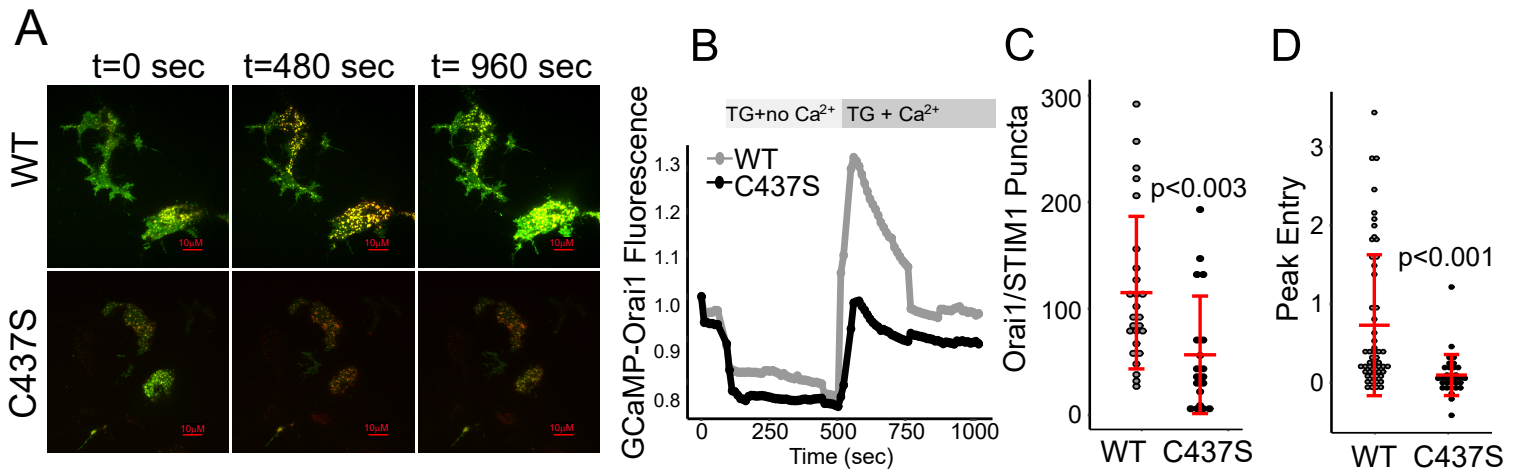 A
t=0 sec
t=480 sec
t= 960 sec
WT
10µM
10µM
10µM
C437S
10µM
10µM
10µM
B
GCaMP-Orai1 Fluorescence
TG+no Ca²⁺
TG + Ca²⁺
WT
C437S
1.3
1.2
1.1
1.0
0.9
0.8
0
250
500
750
1000
Time (sec)
C
Orai1/STIM1 Puncta
300
200
100
0
p<0.003
WT
C437S
D
Peak Entry
3
2
1
0
p<0.001
WT
C437S